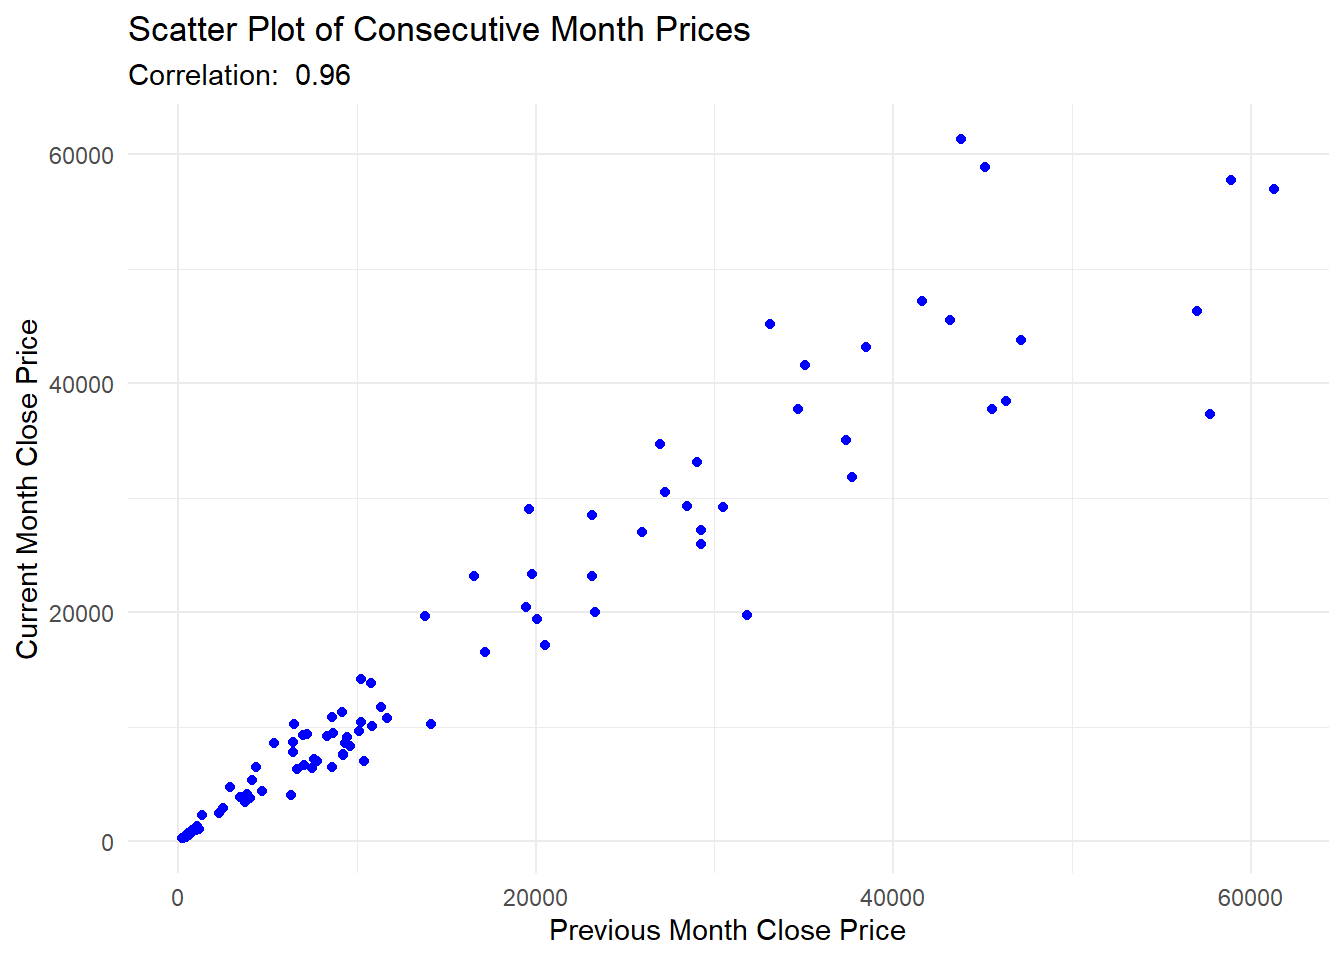 Scatter Plot of Consecutive Month Prices
Correlation:  0.96
60000
40000
20000
0
Current Month Close Price
0 20000 40000 60000
Previous Month Close Price